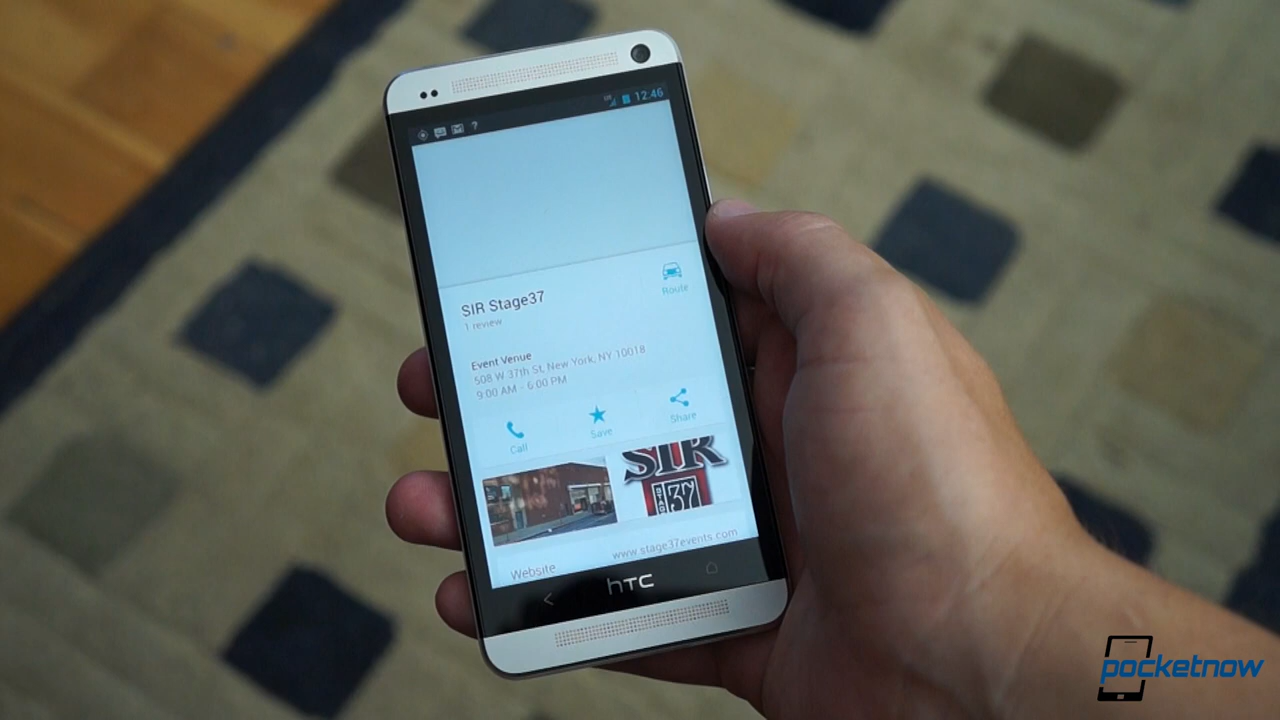 ? 12:46
SIR Stage37
1 review
Route
Event Venue
508 W 37th St, New York, NY 10018
9:00 AM - 6:00 PM
Call
Save
Share
SIR
STAGE
37
Website
www.stage37events.com
hTC
pocketnow